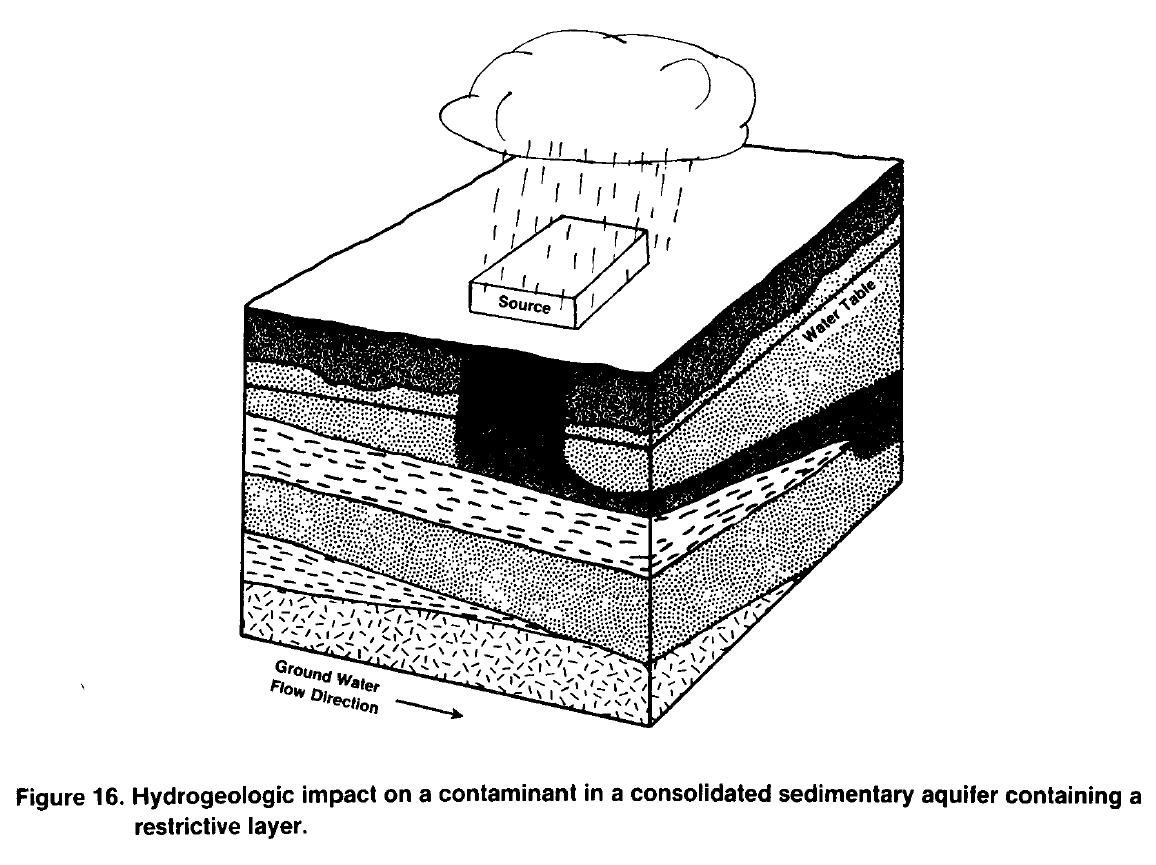 Source
Water Table
Ground Water
Flow Direction
Figure 16. Hydrogeologic impact on a contaminant in a consolidated sedimentary aquifer containing a
restrictive layer.